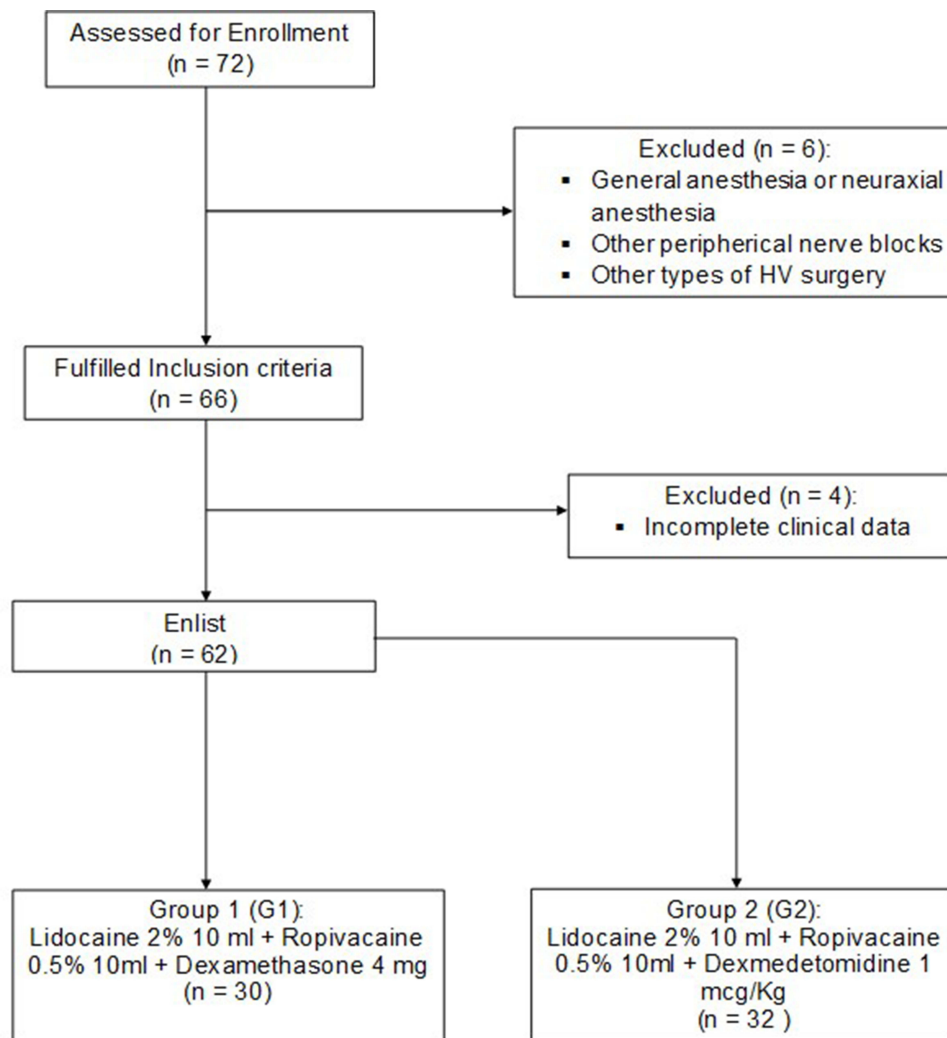 Assessed for Enrollment
(n = 72)
Excluded (n = 6):
▪ General anesthesia or neuraxial
anesthesia
▪ Other peripherical nerve blocks
▪ Other types of HV surgery
Fulfilled Inclusion criteria
(n = 66)
Excluded (n = 4):
▪ Incomplete clinical data
Enlist
(n = 62)
Group 1 (G1):
Lidocaine 2% 10 ml + Ropivacaine
0.5% 10ml + Dexamethasone 4 mg
(n = 30)
Group 2 (G2):
Lidocaine 2% 10 ml + Ropivacaine
0.5% 10ml + Dexmedetomidine 1
mcg/Kg
(n = 32 )